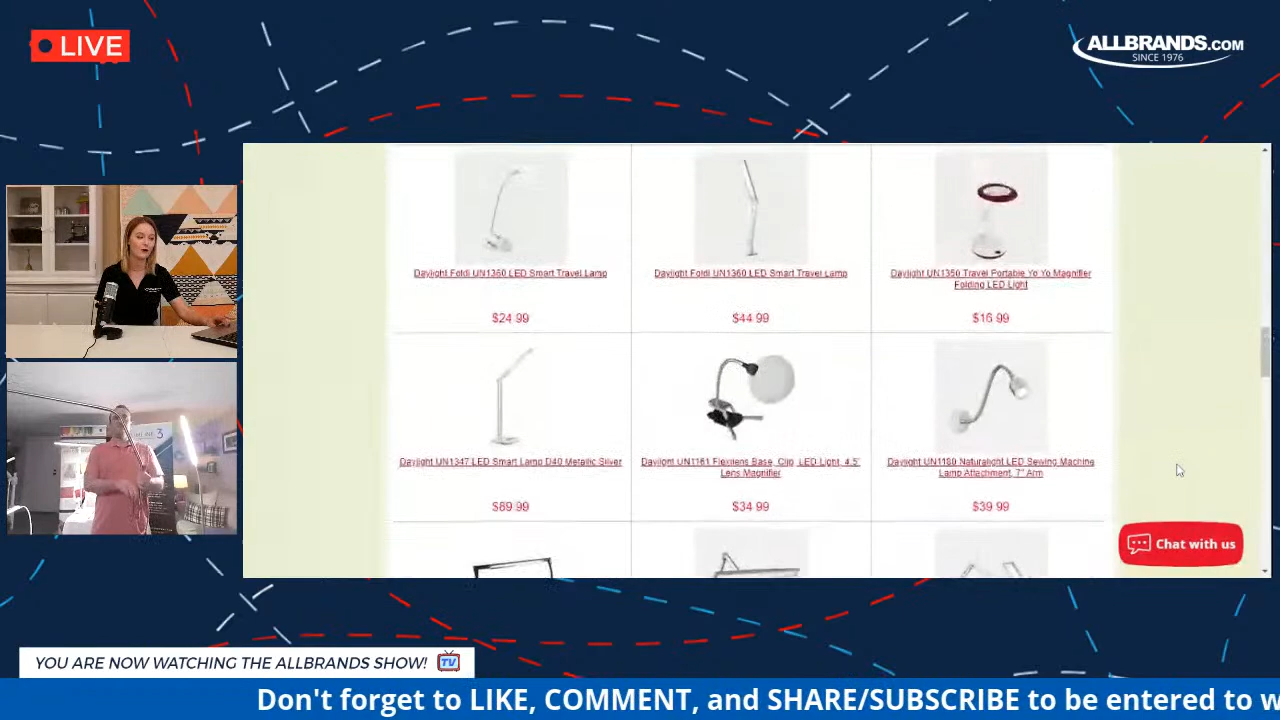 LIVE
ALLBRANDS.COM
SINCE 1976
Daylight Foldi UN1360 LED Smart Travel Lamp
$24.99
Daylight Foldi UN1360 LED Smart Travel Lamp
$44.99
Daylight UN1350 Travel Portable Yo Yo Magnifier
Folding LED Light
$16.99
Daylight UN1347 LED Smart Lamp D40 Metallic Silver
$69.99
Daylight UN1161 Flexilens Base, Clip, LED Light, 4.5"
Lens Magnifier
$34.99
Daylight UN1180 Naturalight LED Sewing Machine
Lamp Attachment, 7" Arm
$39.99
Chat with us
YOU ARE NOW WATCHING THE ALLBRANDS SHOW!
TV
Don't forget to LIKE, COMMENT, and SHARE/SUBSCRIBE to be entered to w